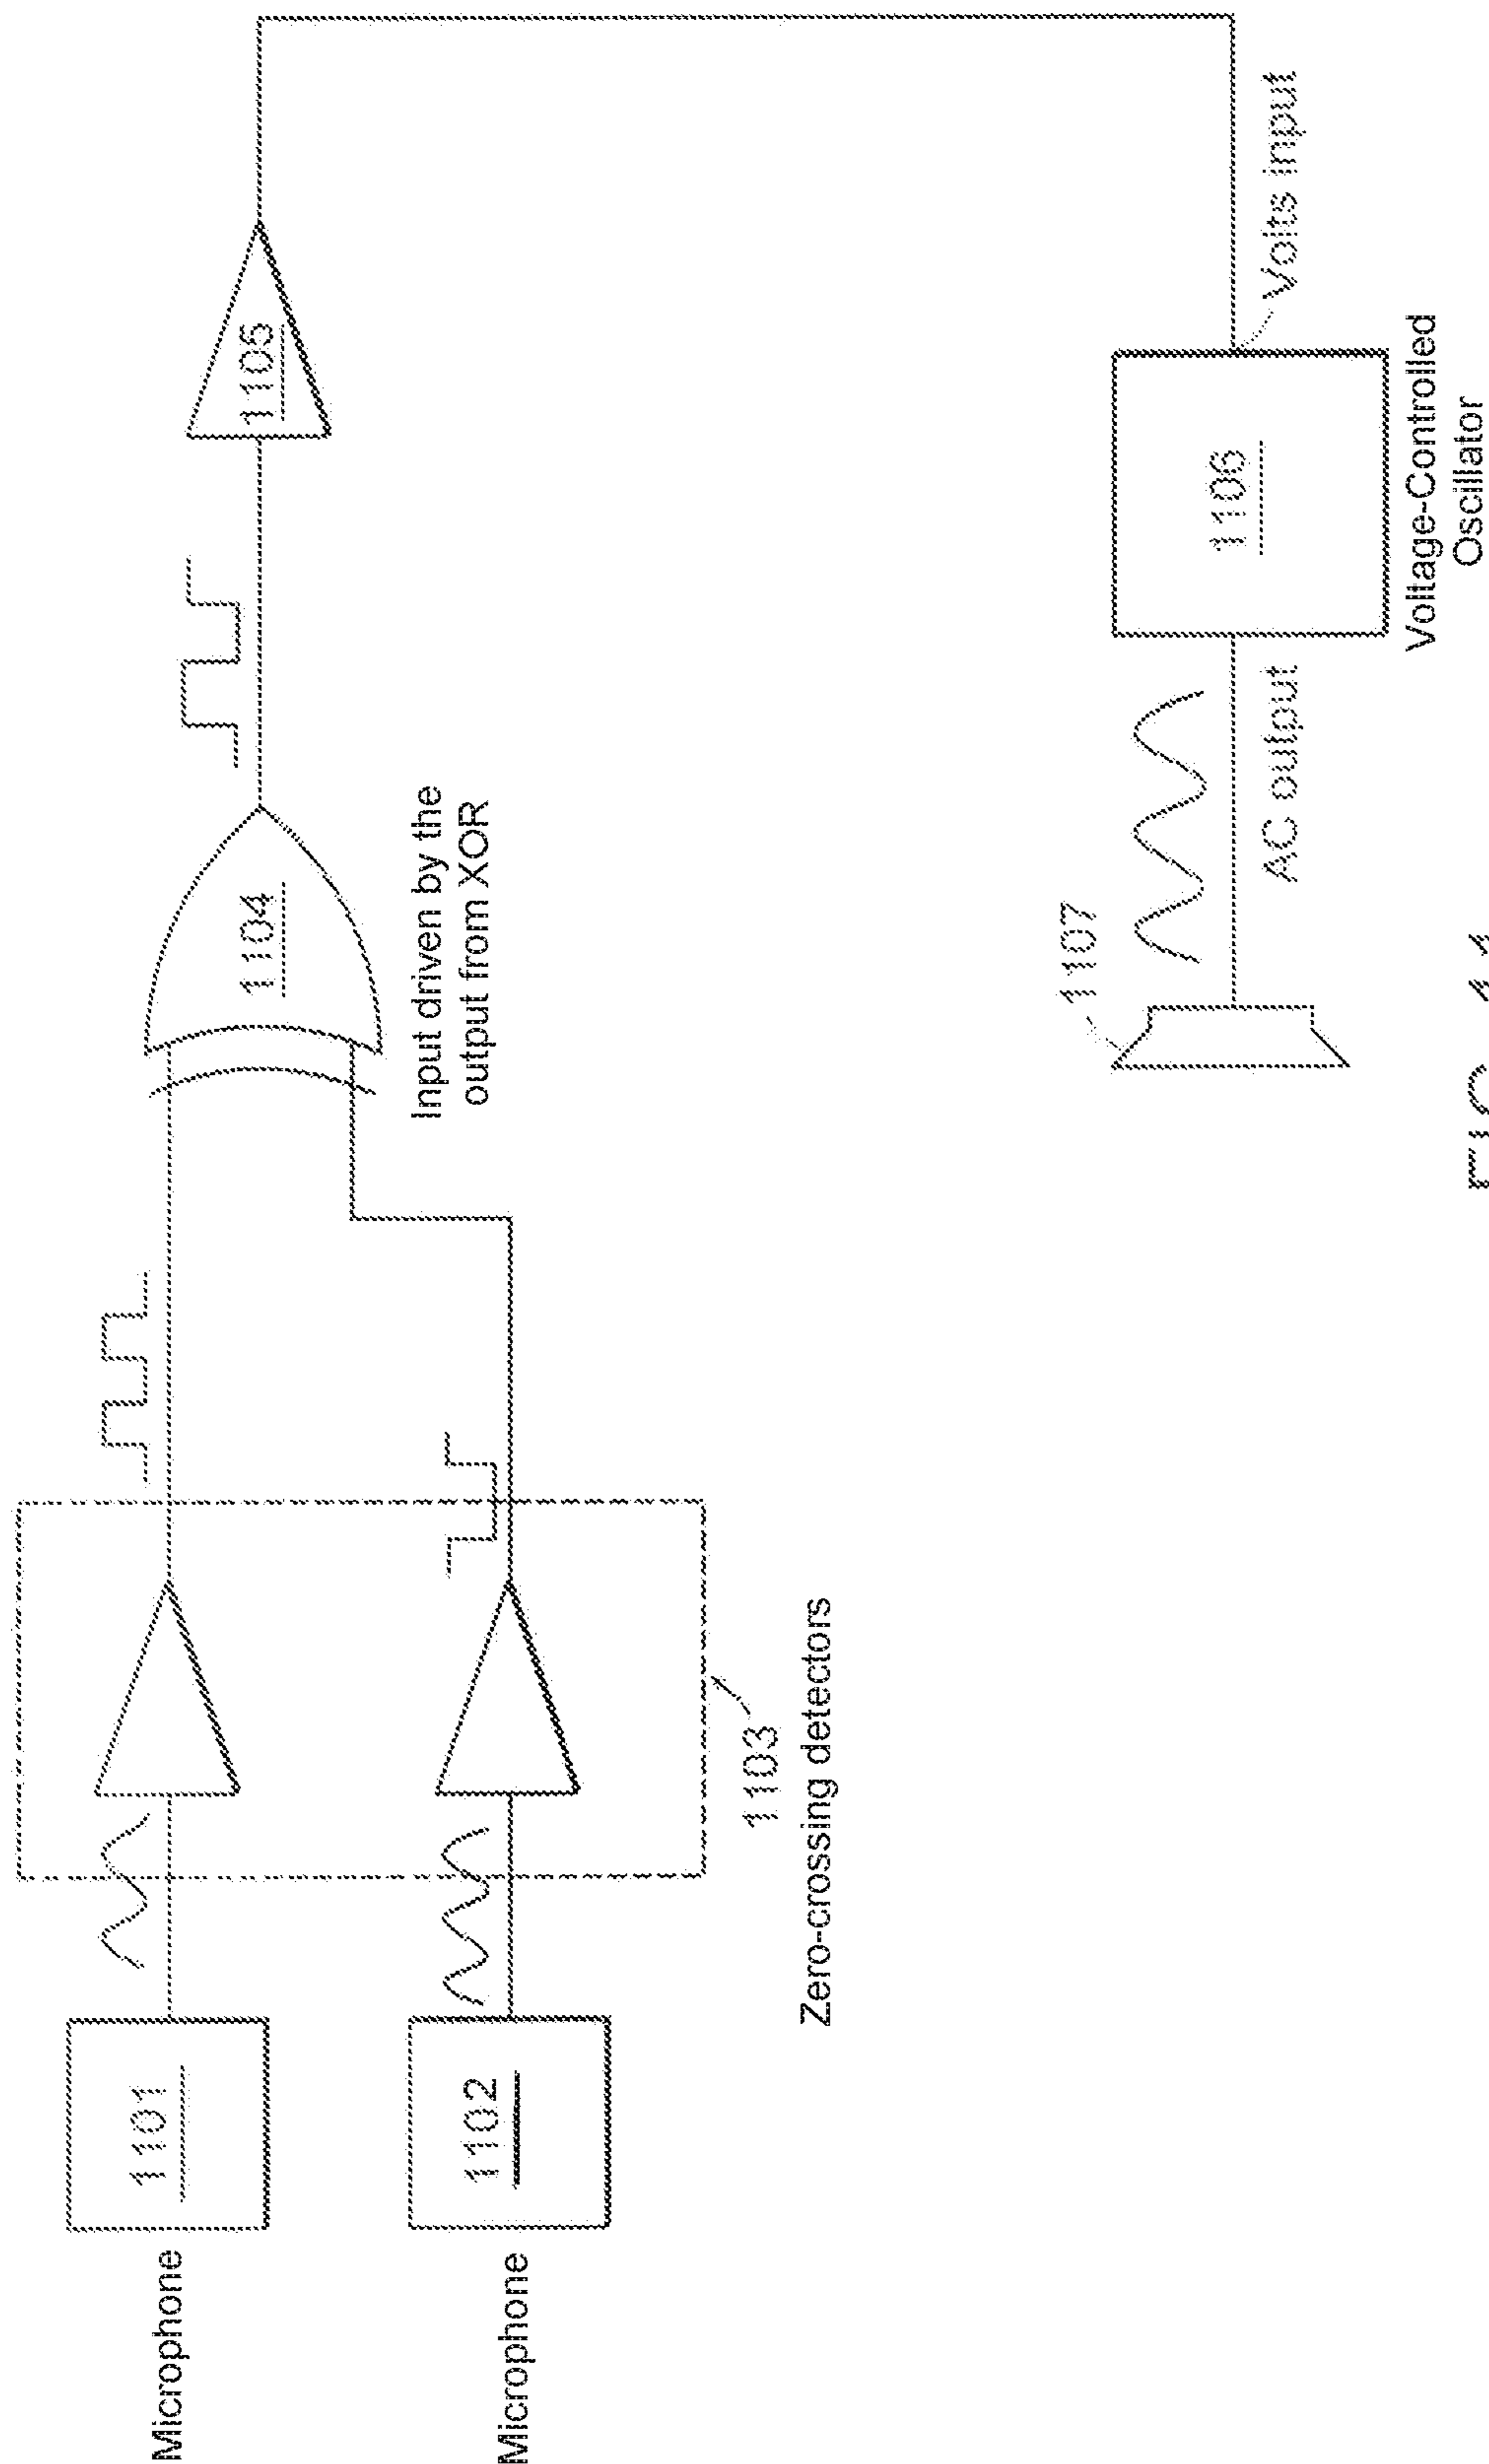 Microphone
1101
Microphone
1102
1103
Zero-crossing detectors
1104
Input driven by the
output from XOR
1105
1106
Volts input
Voltage-Controlled
Oscillator
AC output
1107